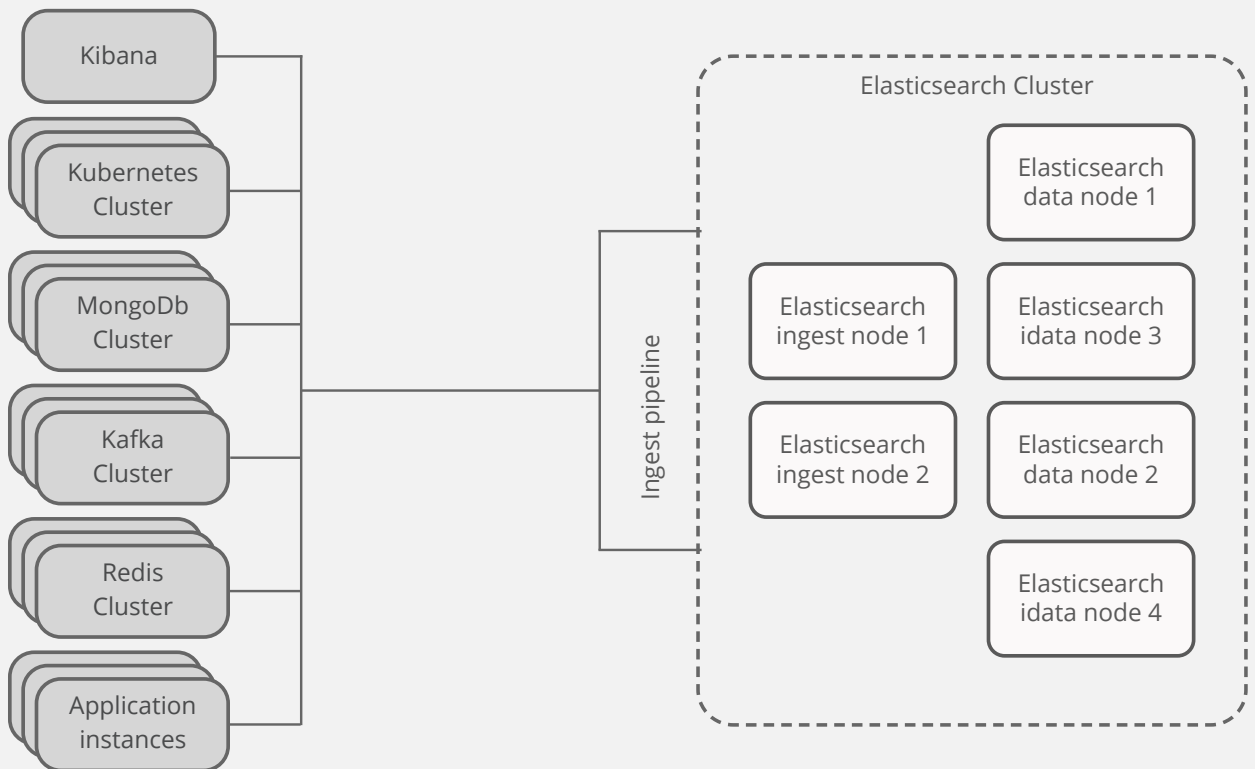 Kibana
Kubernetes
Cluster
MongoDb
Cluster
Kafka
Cluster
Redis
Cluster
Application
instances
Ingest pipeline
Elasticsearch Cluster
Elasticsearch
data node 1
Elasticsearch
ingest node 1
Elasticsearch
idata node 3
Elasticsearch
ingest node 2
Elasticsearch
data node 2
Elasticsearch
idata node 4